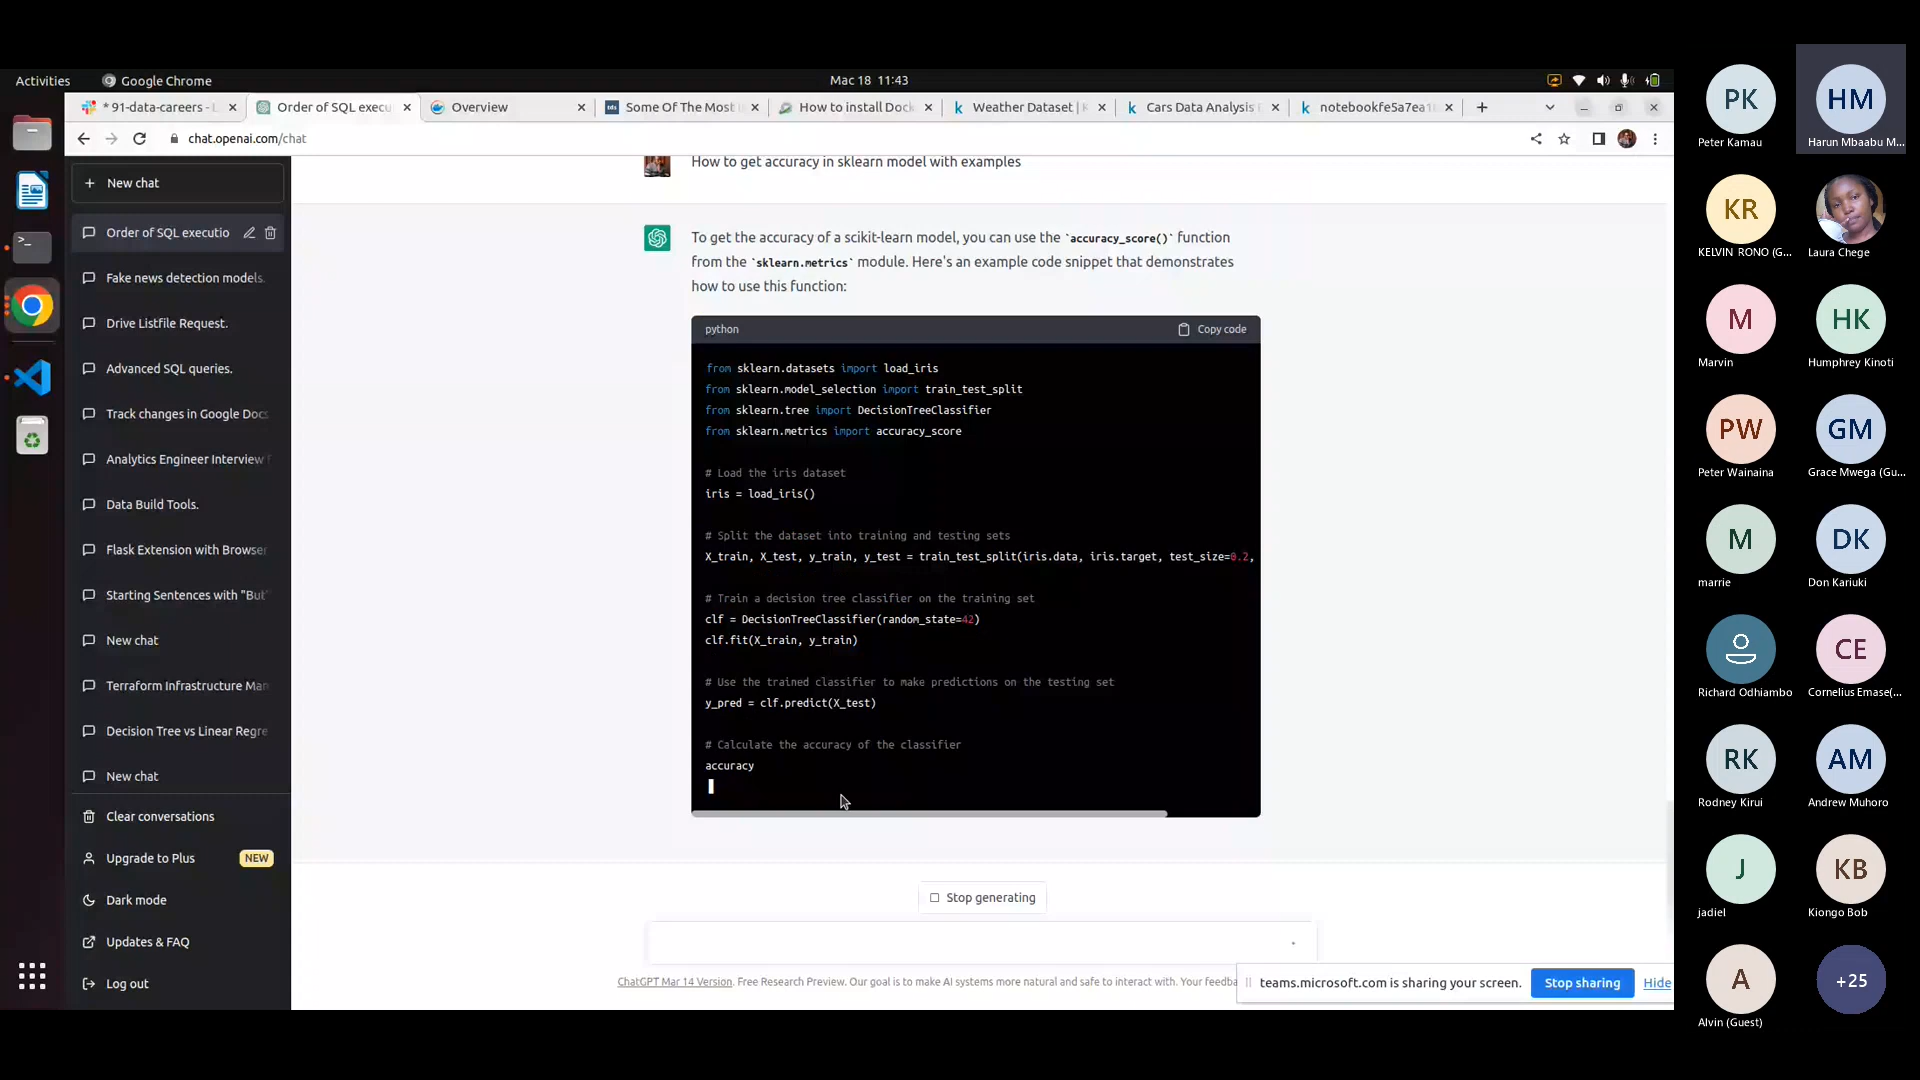 Activities
Google Chrome
Mac 18 11:43
* 91-data-careers -
Order of SQL execu
Overview
Some Of The Most
How to install Dock
Weather Dataset |
Cars Data Analysis
notebookfe5a7ea1
chat.openai.com/chat
New chat
Order of SQL executio
Fake news detection models.
Drive Listfile Request.
Advanced SQL queries.
Track changes in Google Docs
Analytics Engineer Interview
Data Build Tools.
Flask Extension with Browser
Starting Sentences with "But"
New chat
Terraform Infrastructure Man
Decision Tree vs Linear Regre
New chat
Clear conversations
Upgrade to Plus NEW
Dark mode
Updates & FAQ
Log out
How to get accuracy in sklearn model with examples
To get the accuracy of a scikit-learn model, you can use the `accuracy_score()` function
from the `sklearn.metrics` module. Here's an example code snippet that demonstrates
how to use this function:
python
Copy code
from sklearn.datasets import load_iris
from sklearn.model_selection import train_test_split
from sklearn.tree import DecisionTreeClassifier
from sklearn.metrics import accuracy_score
# Load the iris dataset
iris = load_iris()
# Split the dataset into training and testing sets
X_train, X_test, y_train, y_test = train_test_split(iris.data, iris.target, test_size=0.2,
# Train a decision tree classifier on the training set
clf = DecisionTreeClassifier(random_state=42)
clf.fit(X_train, y_train)
# Use the trained classifier to make predictions on the testing set
y_pred = clf.predict(X_test)
# Calculate the accuracy of the classifier
accuracy
Stop generating
ChatGPT Mar 14 Version. Free Research Preview. Our goal is to make AI systems more natural and safe to interact with. Your feedba
teams.microsoft.com is sharing your screen.
Stop sharing
Hide
PK
Peter Kamau
HM
Harun Mbaabu M...
KR
KELVIN RONO (G...
Laura Chege
M
Marvin
HK
Humphrey Kinoti
PW
Peter Wainaina
GM
Grace Mwega (Gu...
M
marrie
DK
Don Kariuki
Richard Odhiambo
CE
Cornelius Emase(...
RK
Rodney Kirui
AM
Andrew Muhoro
J
jadiel
KB
Kiongo Bob
A
Alvin (Guest)
+25